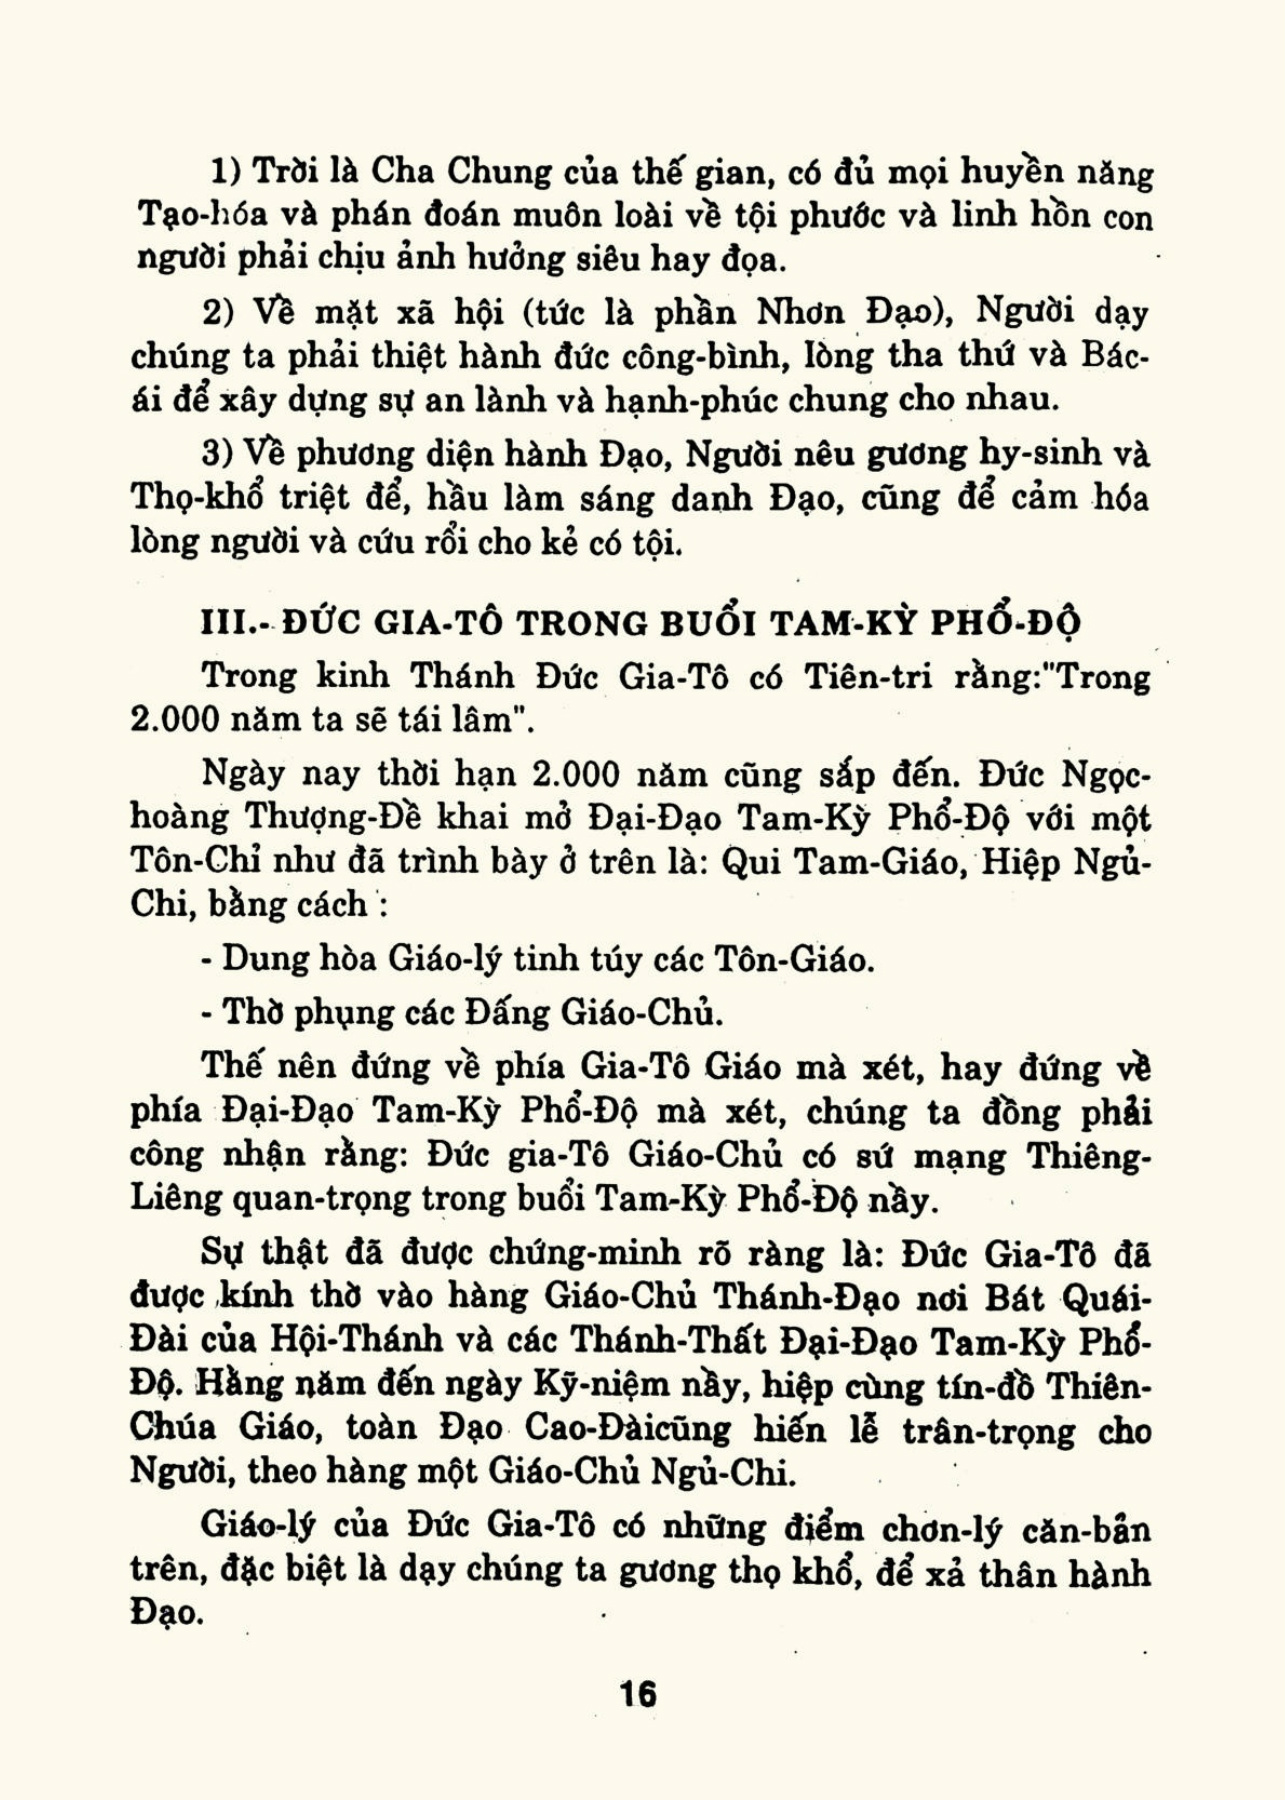 1) Trời là Cha Chung của thế gian, có đủ mọi huyền năng
Tạo-hóa và phán đoán muôn loài về tội phước và linh hồn con
người phải chịu ảnh hưởng siêu hay đọa.
2) Về mặt xã hội (tức là phần Nhơn Đạo), Người dạy
chúng ta phải thiệt hành đức công-bình, lòng tha thứ và Bác-
ái để xây dựng sự an lành và hạnh-phúc chung cho nhau.
3) Về phương diện hành Đạo, Người nêu gương hy-sinh và
Thọ-khổ triệt để, hầu làm sáng danh Đạo, cũng để cảm hóa
lòng người và cứu rổi cho kẻ có tội.
III.- ĐỨC GIA-TÔ TRONG BUỔI TAM-KỲ PHỔ-ĐỘ
Trong kinh Thánh Đức Gia-Tô có Tiên-tri rằng:"Trong
2.000 năm ta sẽ tái lâm".
Ngày nay thời hạn 2.000 năm cũng sắp đến. Đức Ngọc-
hoàng Thượng-Đề khai mở Đại-Đạo Tam-Kỳ Phổ-Độ với một
Tôn-Chỉ như đã trình bày ở trên là: Qui Tam-Giáo, Hiệp Ngủ-
Chi, bằng cách :
- Dung hòa Giáo-lý tinh túy các Tôn-Giáo.
- Thờ phụng các Đấng Giáo-Chủ.
Thế nên đứng về phía Gia-Tô Giáo mà xét, hay đứng về
phía Đại-Đạo Tam-Kỳ Phổ-Độ mà xét, chúng ta đồng phải
công nhận rằng: Đức gia-Tô Giáo-Chủ có sứ mạng Thiêng-
Liêng quan-trọng trong buổi Tam-Kỳ Phổ-Độ nầy.
Sự thật đã được chứng-minh rõ ràng là: Đức Gia-Tô đã
được kính thờ vào hàng Giáo-Chủ Thánh-Đạo nơi Bát Quái-
Đài của Hội-Thánh và các Thánh-Thất Đại-Đạo Tam-Kỳ Phổ-
Độ. Hằng năm đến ngày Kỹ-niệm nầy, hiệp cùng tín-đồ Thiên-
Chúa Giáo, toàn Đạo Cao-Đàicũng hiến lễ trân-trọng cho
Người, theo hàng một Giáo-Chủ Ngủ-Chi.
Giáo-lý của Đức Gia-Tô có những điểm chơn-lý căn-bản
trên, đặc biệt là dạy chúng ta gương thọ khổ, để xả thân hành
Đạo.
16